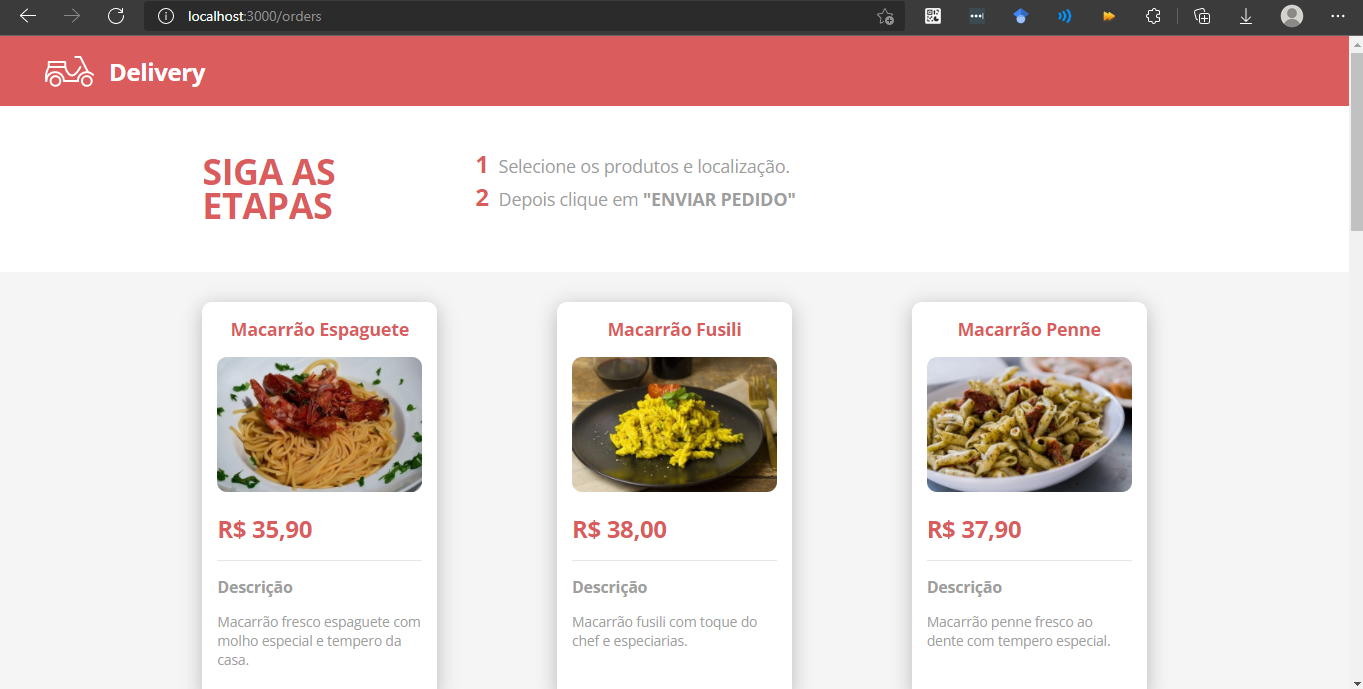 localhost:3000/orders
Delivery
SIGA AS
ETAPAS
1 Selecione os produtos e localização.
2 Depois clique em "ENVIAR PEDIDO"
Macarrão Espaguete
R$ 35,90
Descrição
Macarrão fresco espaguete com
molho especial e tempero da
casa.
Macarrão Fusili
R$ 38,00
Descrição
Macarrão fusili com toque do
chef e especiarias.
Macarrão Penne
R$ 37,90
Descrição
Macarrão penne fresco ao
dente com tempero especial.